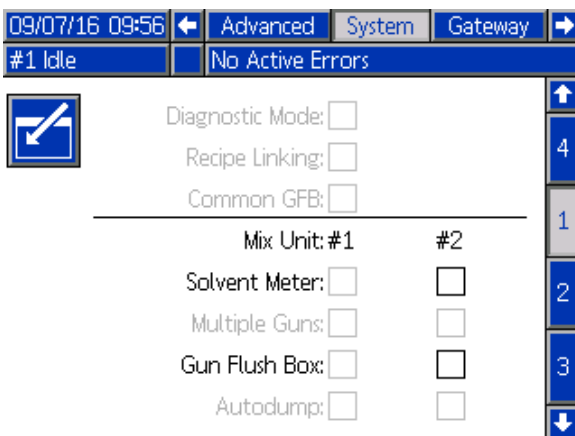 09/07/16 09:56 Advanced System Gateway
#1 Idle No Active Errors
Diagnostic Mode:
4
Recipe Linking:
Common GFB:
1
Mix Unit: #1 #2
Solvent Meter:
2
Multiple Guns:
Gun Flush Box:
3
Autodump: